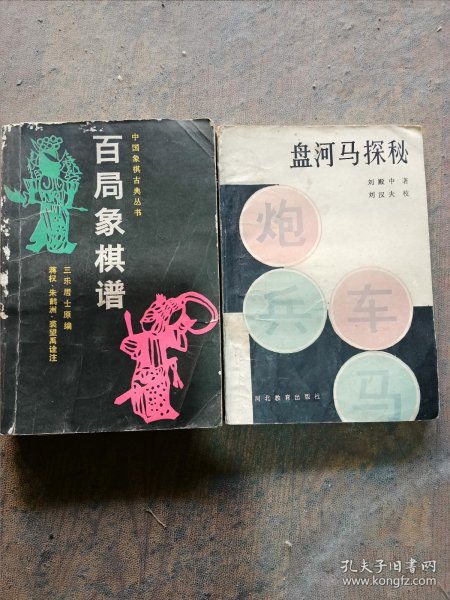 中国象棋古典丛书
百局象棋谱
三乐居士原编
蒋权·朱鹤洲·裘望禹诠注
盘河马探秘
刘殿中 著
刘汉夫 校
炮
兵
车
马
河北教育出版社
孔夫子旧书网
www.kongfz.com